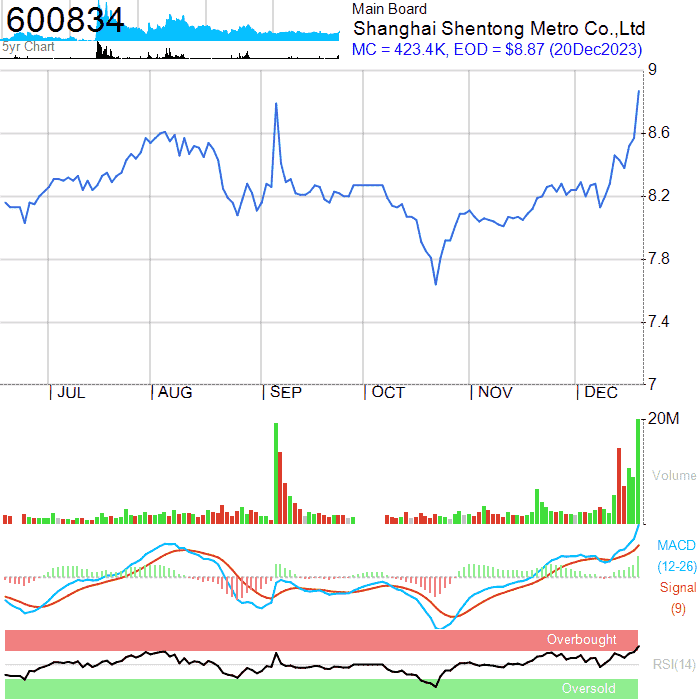 600834
5yr Chart
Main Board
Shanghai Shentong Metro Co.,Ltd
MC = 423.4K, EOD = $8.87 (20Dec2023)
9
8.6
8.2
7.8
7.4
7
JUL AUG SEP OCT NOV DEC
20M
Volume
MACD
(12-26)
Signal
(9)
Overbought
RSI(14)
Oversold